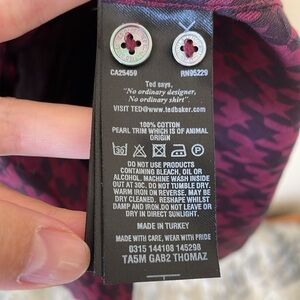 CA25459 RN95229
Ted says,
"No ordinary designer,
No ordinary shirt".
VISIT TED@www.tedbaker.com
100% COTTON
PEARL TRIM WHICH IS OF ANIMAL
ORIGIN
30
DO NOT USE PRODUCTS
CONTAINING BLEACH, OIL OR
ALCOHOL. MACHINE WASH INSIDE
OUT AT 30C. DO NOT TUMBLE DRY.
WARM IRON ON REVERSE. MAY BE
DRY CLEANED. RESHAPE WHILST
DAMP AND IRON.DO NOT LEAVE OR
DRY IN DIRECT SUNLIGHT.
MADE IN TURKEY
MADE WITH CARE, WEAR WITH PRIDE
0315 144108 145298
TA5M GAB2 THOMAZ